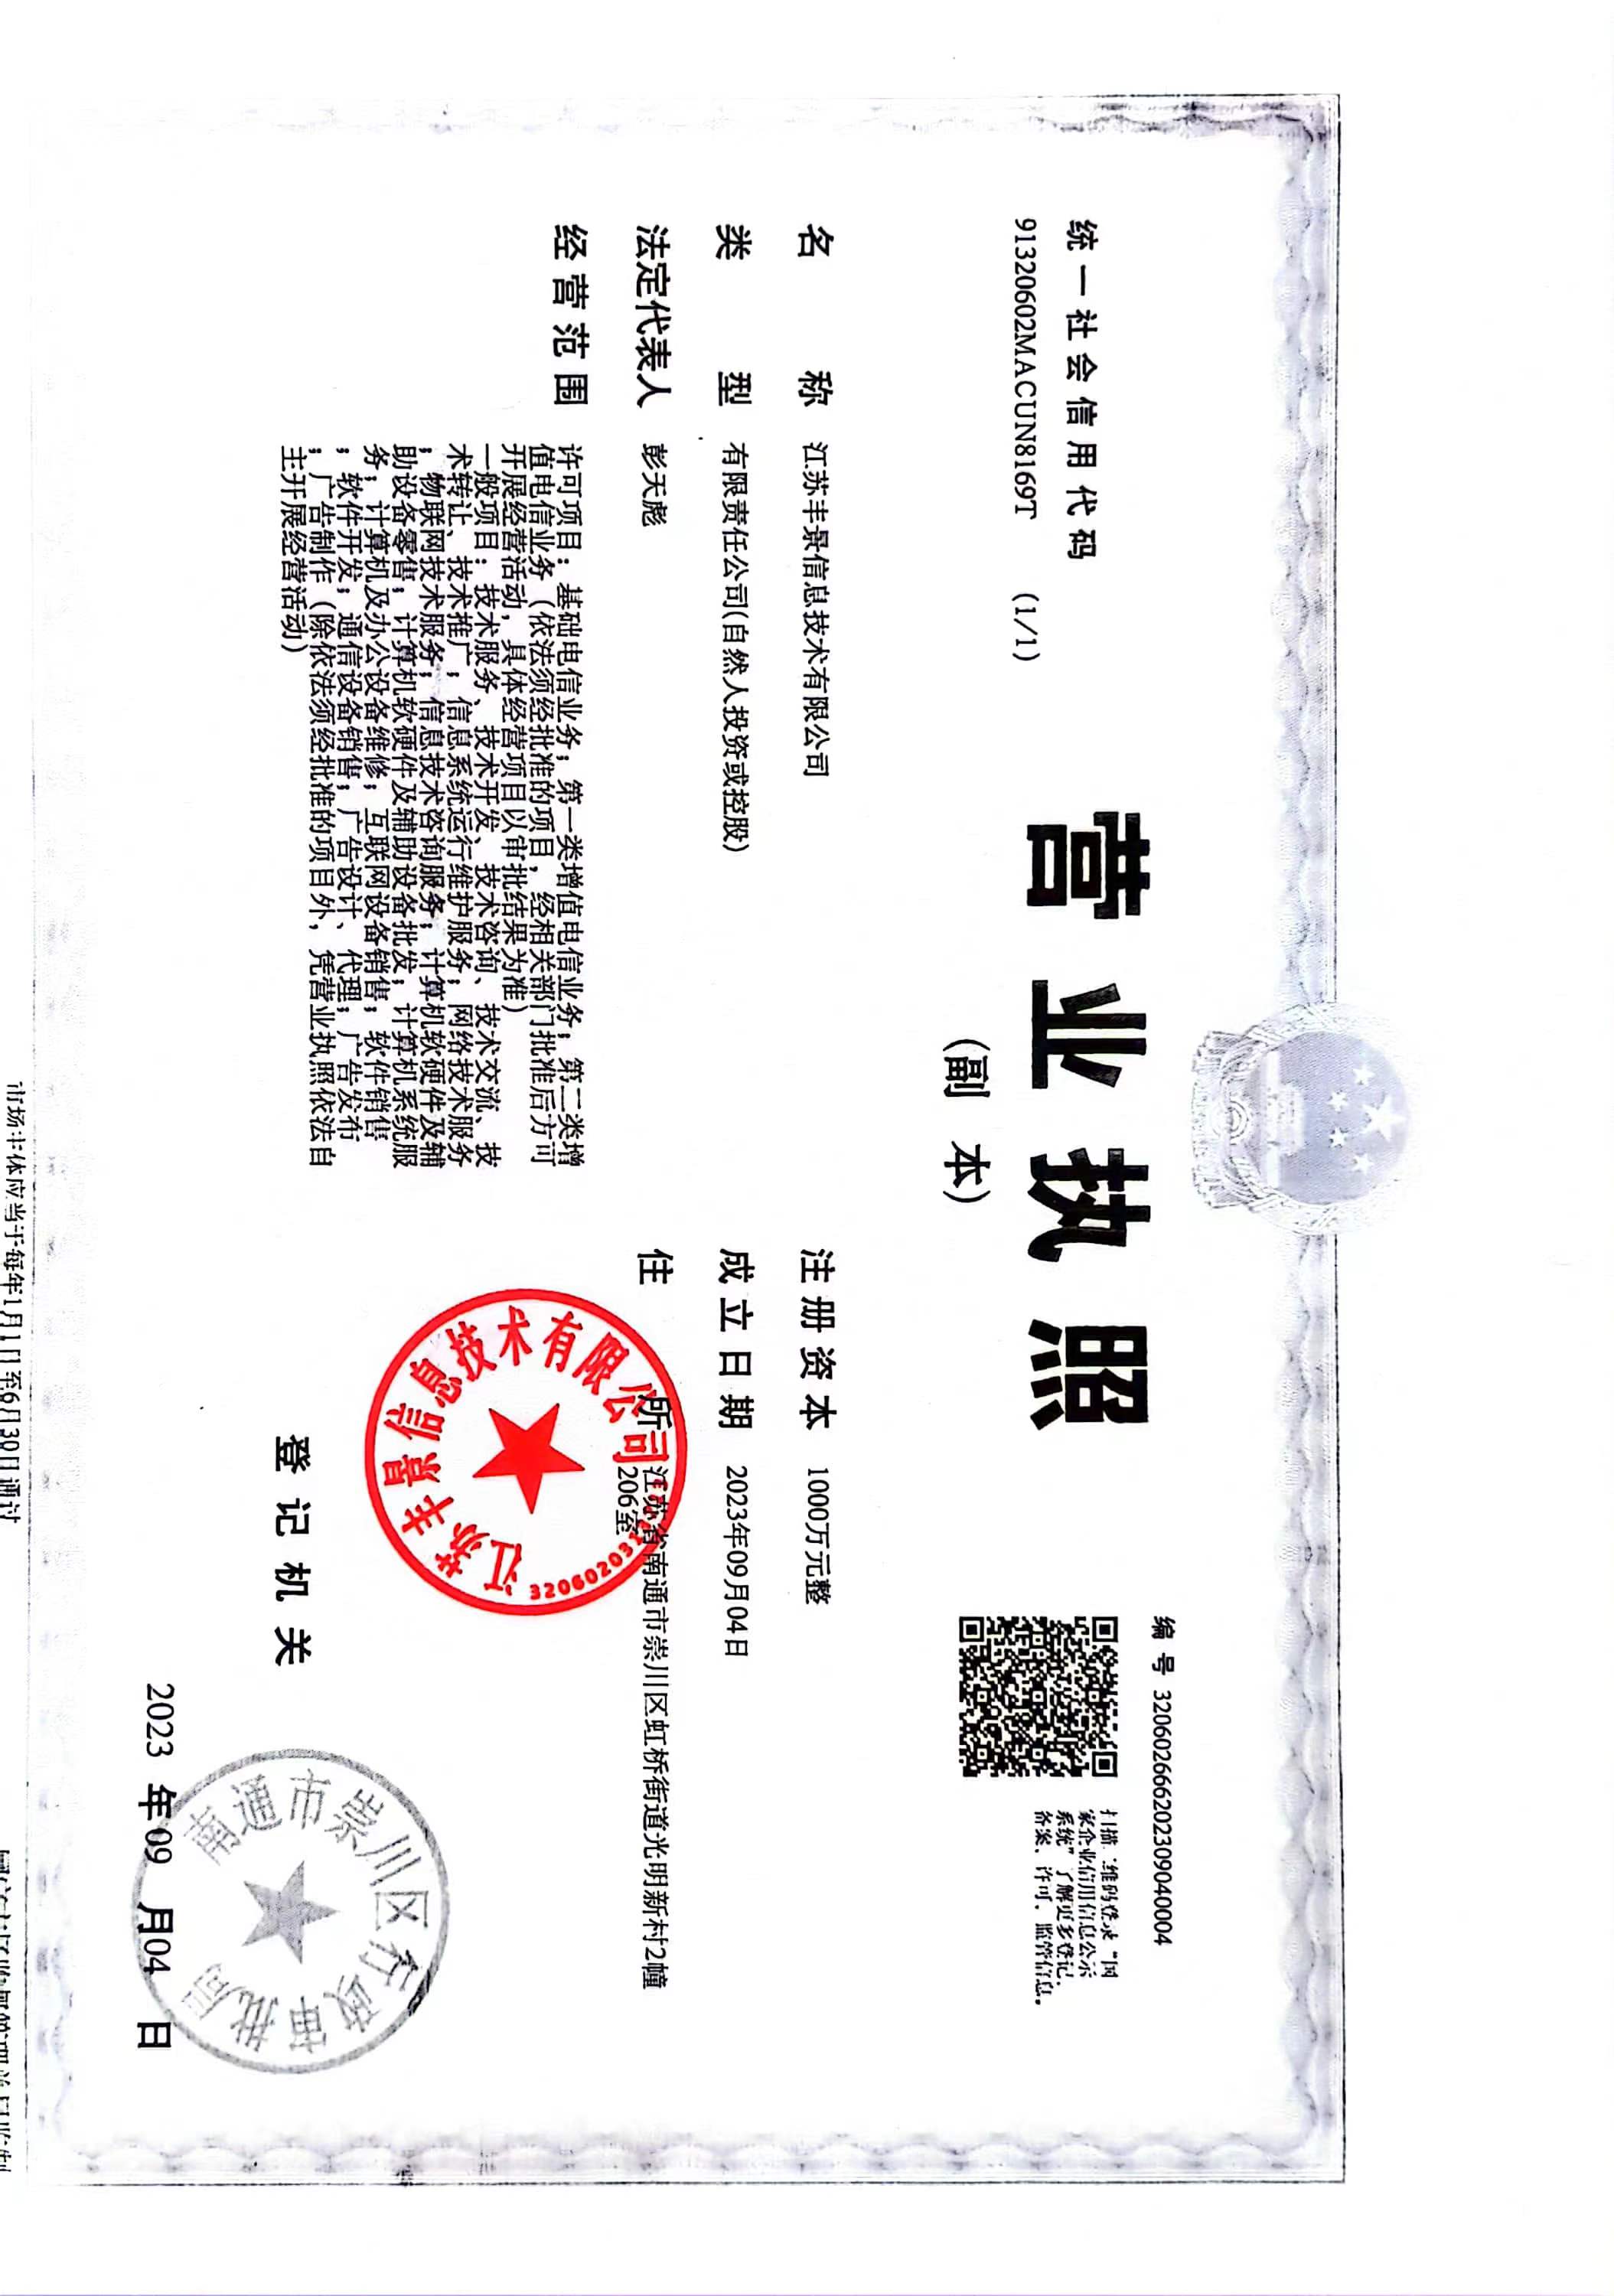 编 号 320602666202309040004
统一社会信用代码
91320602MACUN8169T (1/1)
营业执照
(副 本)
扫描二维码登录“国
家企业信用信息公示
系统”了解更多登记、
备案、许可、监管信息。
名 称 江苏丰景信息技术有限公司
类 型 有限责任公司(自然人投资或控股)
法定代表人 彭天彪
经营范围 许可项目：基础电信业务；第一类增值电信业务；第二类增
值电信业务（依法须经批准的项目，经相关部门批准后方可
开展经营活动，具体经营项目以审批结果为准）
一般项目：技术服务、技术开发、技术咨询、技术交流、技
术转让、技术推广；信息系统运行维护服务；网络技术服务
；物联网技术服务；信息技术咨询服务；计算机软硬件及辅
助设备零售；计算机软硬件及辅助设备批发；计算机系统服
务；计算机及办公设备维修；互联网设备销售；软件销售
；软件开发；通信设备销售；广告设计、代理；广告发布
；广告制作（除依法须经批准的项目外，凭营业执照依法自
主开展经营活动）
注册资本 1000万元整
成立日期 2023年09月04日
住 所 江苏省南通市崇川区虹桥街道光明新村2幢
206室
江苏丰景信息技术有限公司
登记机关
南通市崇川区行政审批局
2023 年 09 月 04 日
市场主体应当于每年1月1日至6月30日通过
国家市场监督管理总局监制